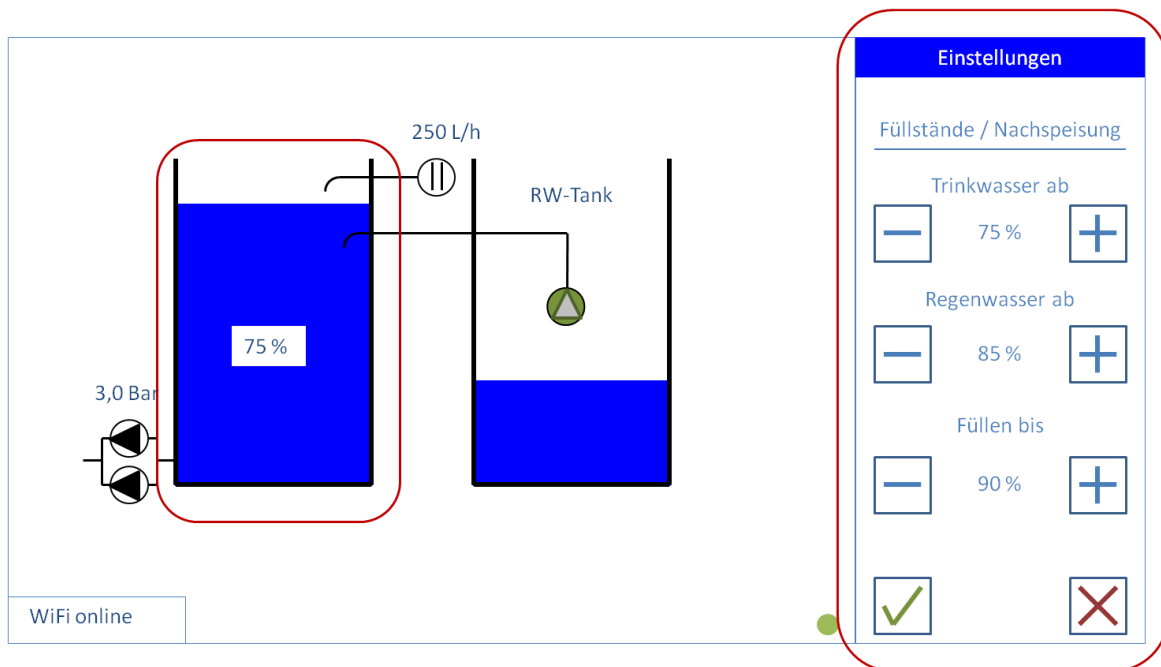 Einstellungen
250 L/h
Füllstände / Nachspeisung
RW-Tank
Trinkwasser ab
75 %
Regenwasser ab
75 %
85 %
3,0 Bar
Füllen bis
90 %
WiFi online